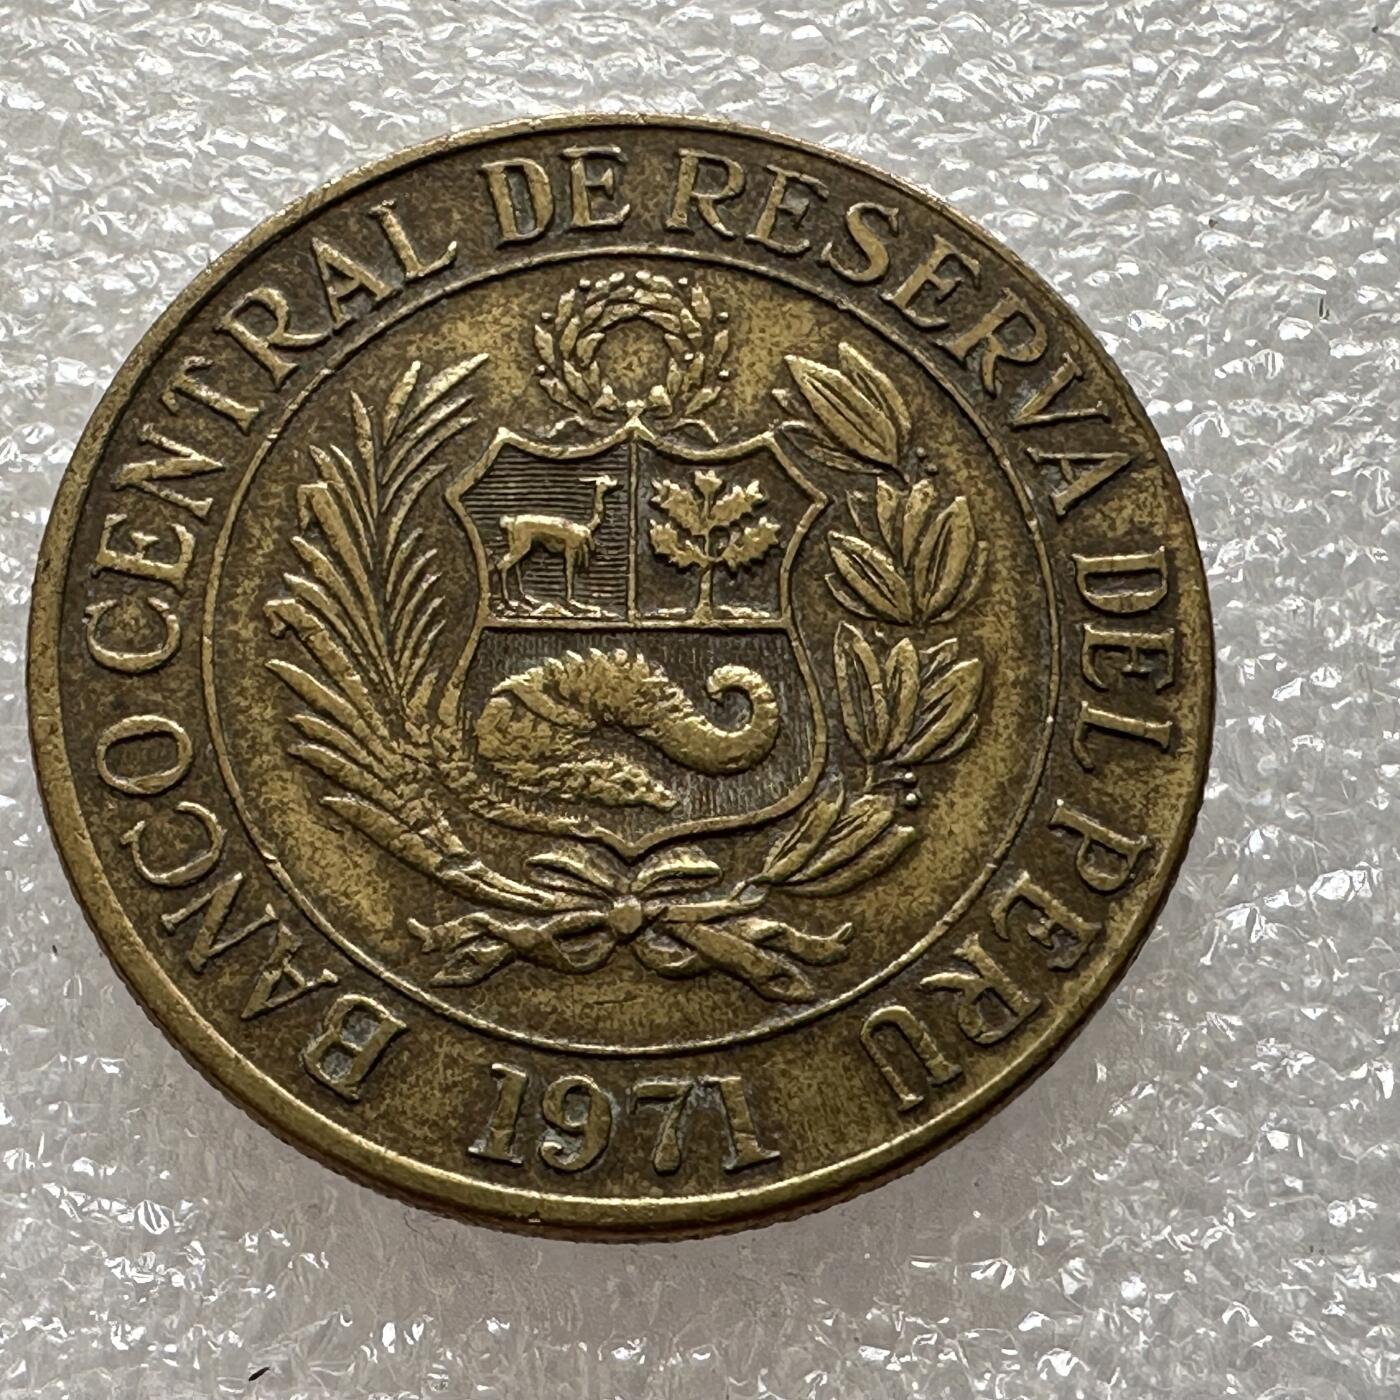 BANCO CENTRAL DE RESERVA DEL PERU
1971